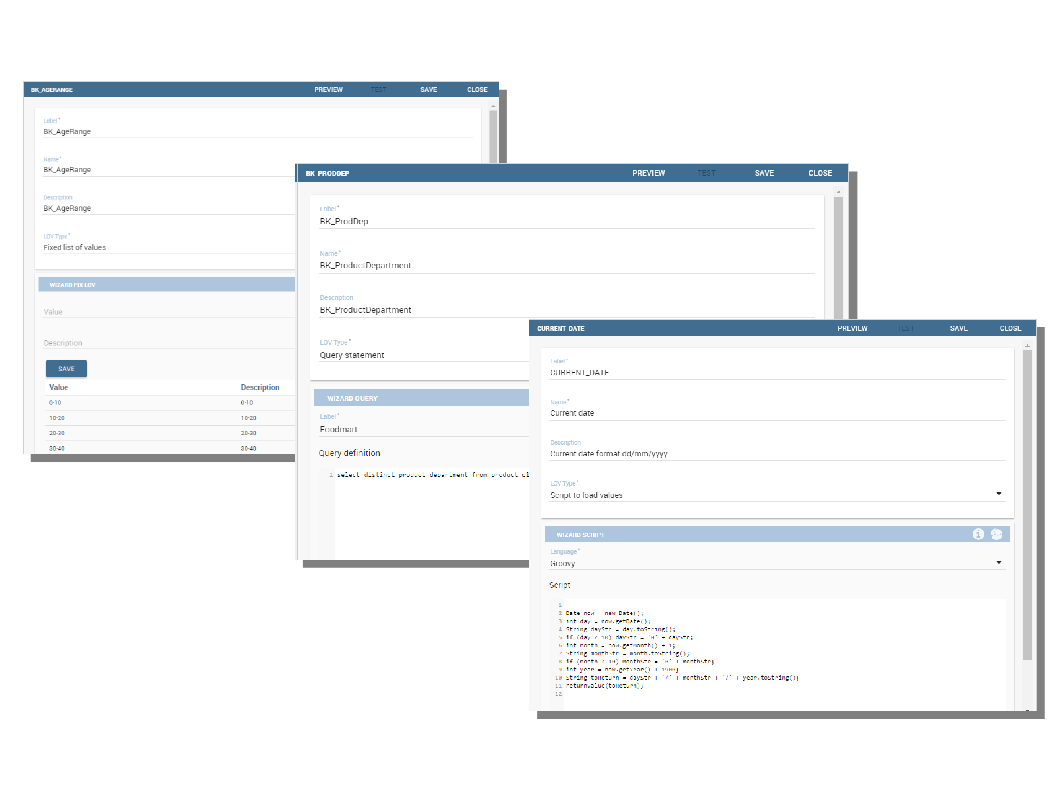 BK_AGERANGE PREVIEW TEST SAVE CLOSE
Label*
BK_AgeRange
Name*
BK_AgeRange
Description
BK_AgeRange
LOV Type*
Fixed list of values
WIZARD FIX LOV
Value
Description
SAVE
Value Description
0-10 0-10
10-20 10-20
20-30 20-30
30-40 30-40
BK_PRODDEP PREVIEW TEST SAVE CLOSE
Label*
BK_ProdDep
Name*
BK_ProductDepartment
Description
BK_ProductDepartment
LOV Type*
Query statement
WIZARD QUERY
Label*
Foodmart
Query definition
1 select distinct product_department from product_cl
CURRENT_DATE PREVIEW TEST SAVE CLOSE
Label*
CURRENT_DATE
Name*
Current date
Description
Current date format dd/mm/yyyy
LOV Type*
Script to load values
WIZARD SCRIPT
Language*
Groovy
Script
1
2 Date now = new Date();
3 int day = now.getDate();
4 String dayStr = day.toString();
5 if (day < 10) dayStr = '0' + dayStr;
6 int month = now.getMonth() + 1;
7 String monthStr = month.toString();
8 if (month < 10) monthStr = '0' + monthStr;
9 int year = now.getYear() + 1900;
10 String toReturn = dayStr + '/' + monthStr + '/' + year.toString();
11 returnValue(toReturn);
12